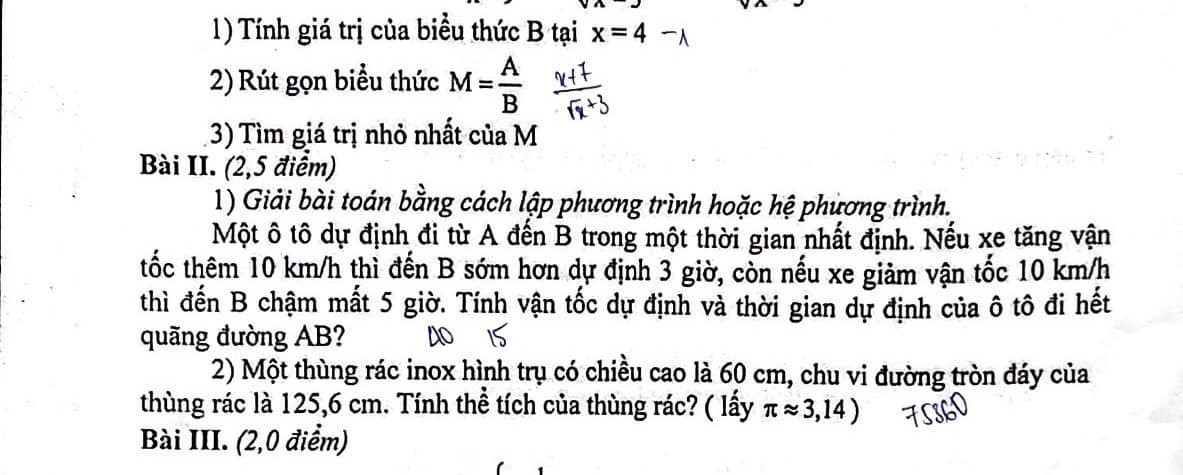 1) Tính giá trị của biểu thức B tại x = 4 -1
2) Rút gọn biểu thức M = A/B (x+7)/(√x+3)
3) Tìm giá trị nhỏ nhất của M
Bài II. (2,5 điểm)
1) Giải bài toán bằng cách lập phương trình hoặc hệ phương trình.
Một ô tô dự định đi từ A đến B trong một thời gian nhất định. Nếu xe tăng vận
tốc thêm 10 km/h thì đến B sớm hơn dự định 3 giờ, còn nếu xe giảm vận tốc 10 km/h
thì đến B chậm mất 5 giờ. Tính vận tốc dự định và thời gian dự định của ô tô đi hết
quãng đường AB? 40 15
2) Một thùng rác inox hình trụ có chiều cao là 60 cm, chu vi đường tròn đáy của
thùng rác là 125,6 cm. Tính thể tích của thùng rác? ( lấy π ≈ 3,14 ) 75360
Bài III. (2,0 điểm)